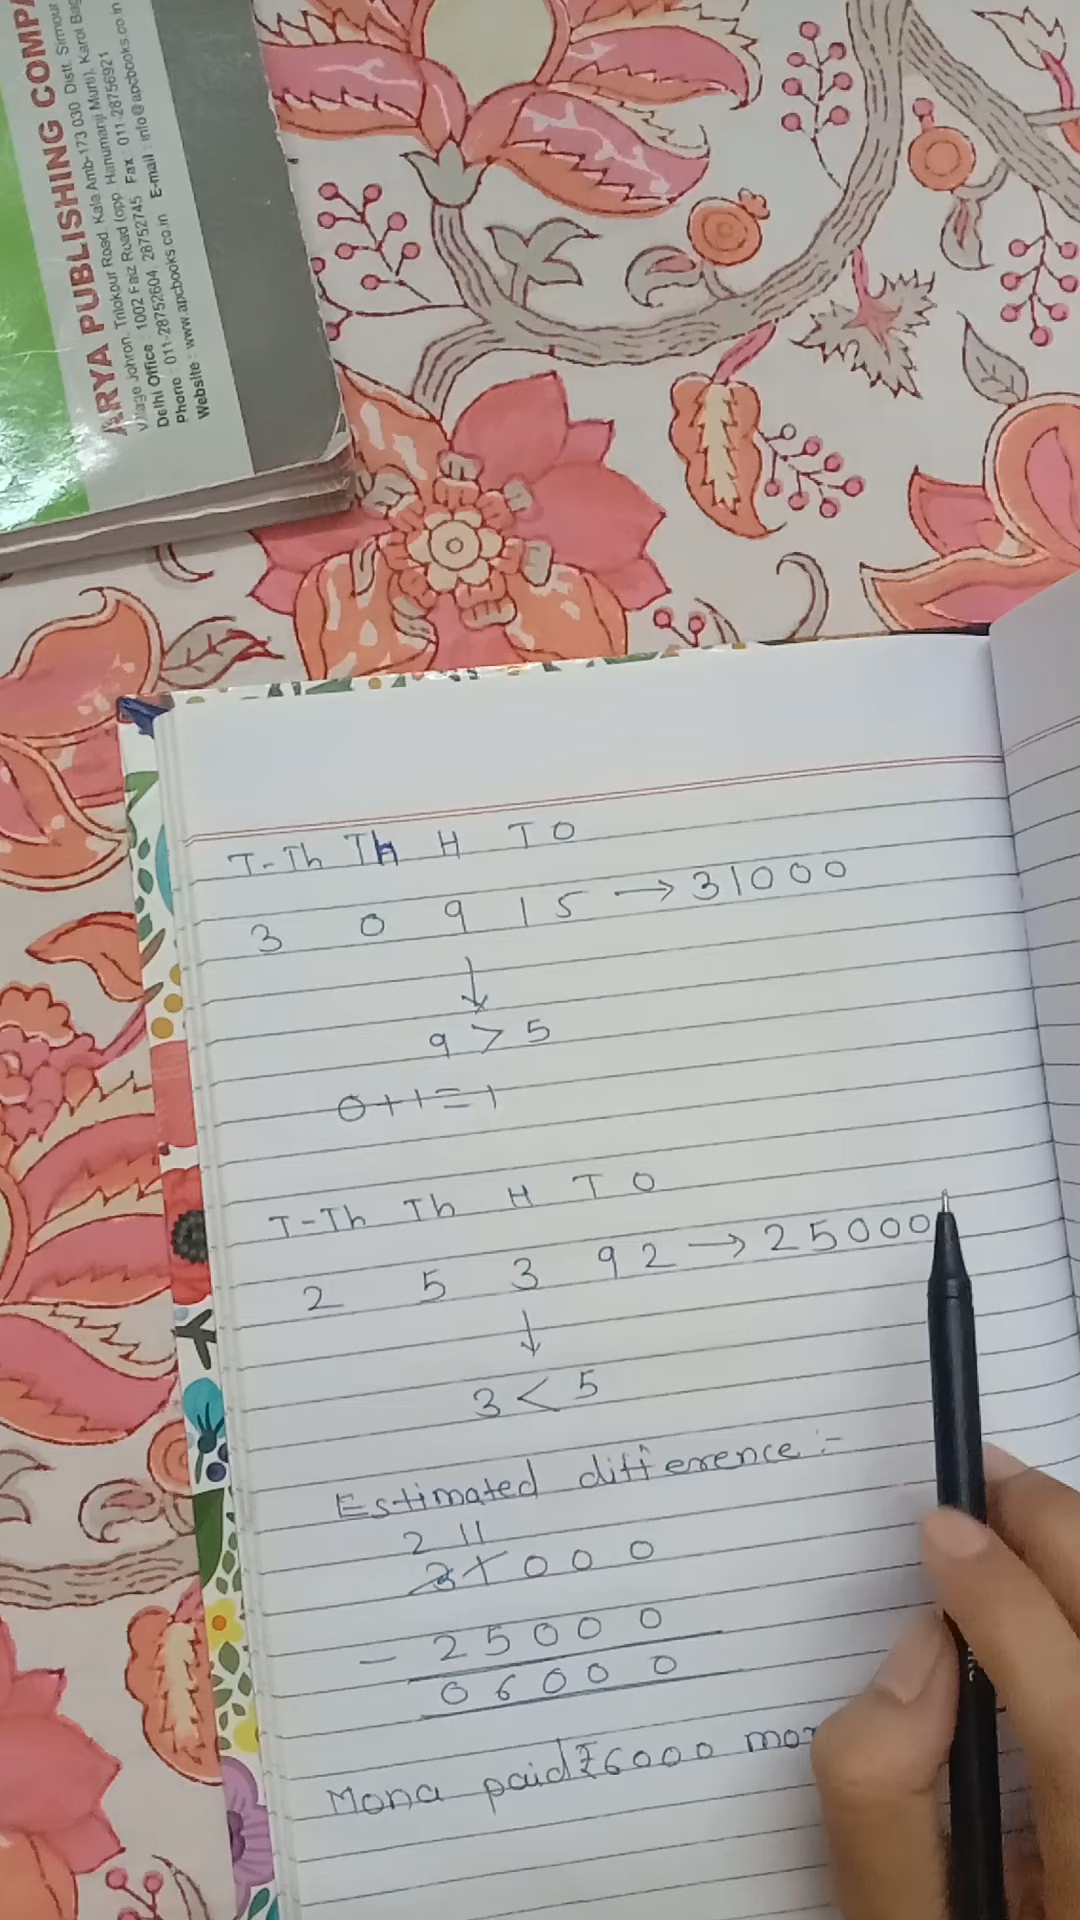 ARYA PUBLISHING COMPA
Village Johron, Trilokpur Road, Kala Amb-173 030 Distt. Sirmour
Delhi Office : 1002 Faiz Road (opp. Hanumanji Murti), Karol Bag
Phone : 011-28752604, 28752745 Fax : 011-28756921
Website : www.apcbooks.co.in E-mail : info@apcbooks.co.in
T-Th Th H T O
3 0 9 1 5 → 31000
↓
9 > 5
0+1=1
T-Th Th H T O
2 5 3 9 2 → 25000
↓
3 < 5
Estimated difference :-
2 11
31000
- 25000
06000
Mona paid ₹6000